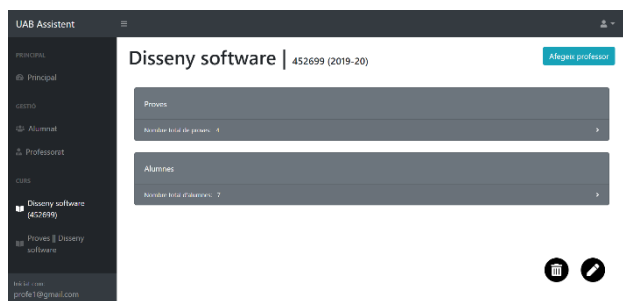 UAB Assistent
PRINCIPAL
Principal
GESTIÓ
Alumnat
Professorat
CURS
Disseny software
(452699)
Proves || Disseny
software
Iniciat com:
profe1@gmail.com
Disseny software | 452699 (2019-20)
Afegeix professor
Proves
Nombre total de proves: 4
Alumnes
Nombre total d'alumnes: 7